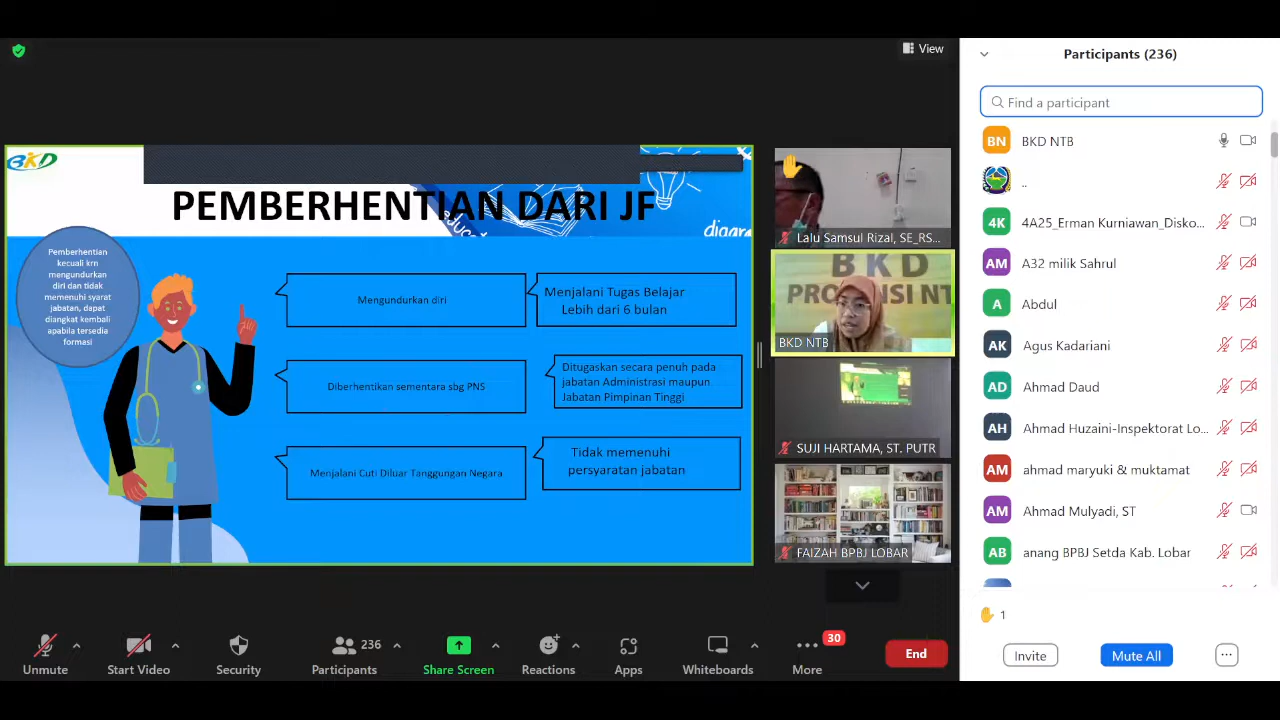 View
BKD
PEMBERHENTIAN DARI JF
Pemberhentian
kecuali krn
mengundurkan
diri dan tidak
memenuhi syarat
jabatan, dapat
diangkat kembali
apabila tersedia
formasi
Mengundurkan diri
Menjalani Tugas Belajar
Lebih dari 6 bulan
Diberhentikan sementara sbg PNS
Ditugaskan secara penuh pada
jabatan Administrasi maupun
Jabatan Pimpinan Tinggi
Menjalani Cuti Diluar Tanggungan Negara
Tidak memenuhi
persyaratan jabatan
Lalu Samsul Rizal, SE_RS...
BKD
PROVINSI NT
BKD NTB
SUJI HARTAMA, ST. PUTR
FAIZAH BPBJ LOBAR
Participants (236)
Find a participant
BN BKD NTB
..
4K 4A25_Erman Kurniawan_Disko...
AM A32 milik Sahrul
A Abdul
AK Agus Kadariani
AD Ahmad Daud
AH Ahmad Huzaini-Inspektorat Lo...
AM ahmad maryuki & muktamat
AM Ahmad Mulyadi, ST
AB anang BPBJ Setda Kab. Lobar
1
Invite
Mute All
...
Unmute
Start Video
Security
236
Participants
Share Screen
Reactions
Apps
Whiteboards
30
More
End